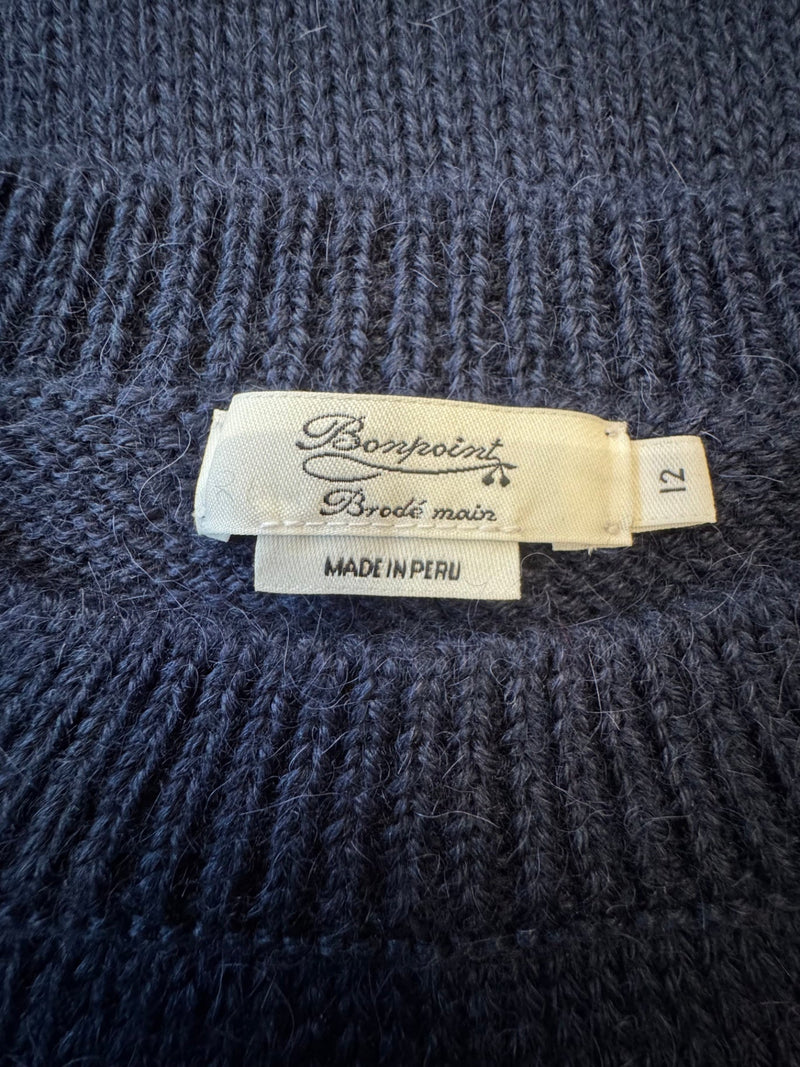 Bonpoint
Brodé main
12
MADE IN PERU